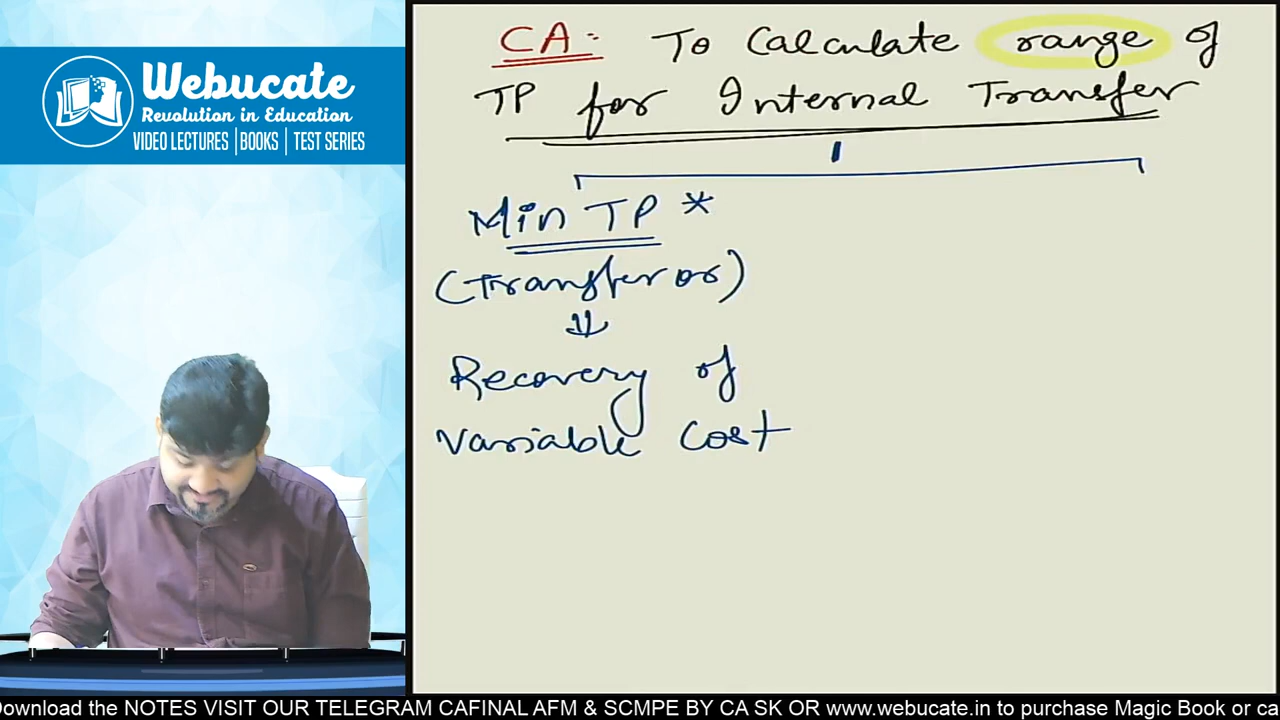 Webucate
Revolution in Education
VIDEO LECTURES | BOOKS | TEST SERIES
CA:- To Calculate range of
TP for Internal Transfer
Min TP *
(Transferor)
Recovery of
Variable Cost
Download the NOTES VISIT OUR TELEGRAM CAFINAL AFM & SCMPE BY CA SK OR www.webucate.in to purchase Magic Book or ca